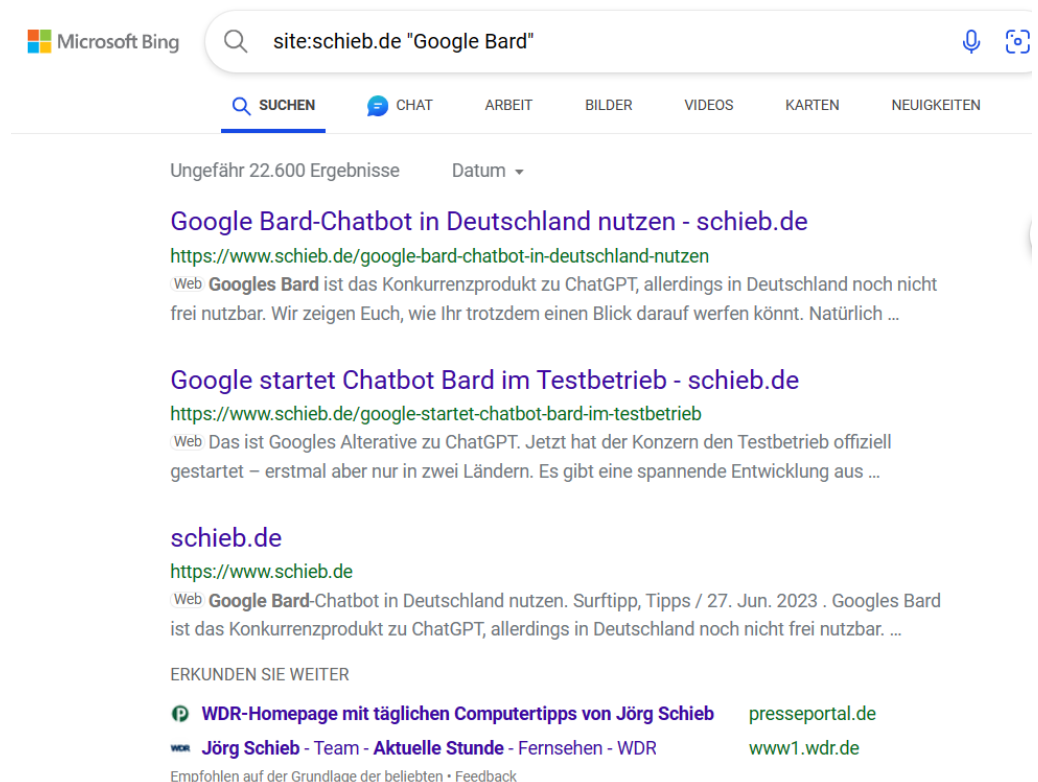 Microsoft Bing
site:schieb.de "Google Bard"
SUCHEN CHAT ARBEIT BILDER VIDEOS KARTEN NEUIGKEITEN
Ungefähr 22.600 Ergebnisse Datum
Google Bard-Chatbot in Deutschland nutzen - schieb.de
https://www.schieb.de/google-bard-chatbot-in-deutschland-nutzen
Web Googles Bard ist das Konkurrenzprodukt zu ChatGPT, allerdings in Deutschland noch nicht
frei nutzbar. Wir zeigen Euch, wie Ihr trotzdem einen Blick darauf werfen könnt. Natürlich ...
Google startet Chatbot Bard im Testbetrieb - schieb.de
https://www.schieb.de/google-startet-chatbot-bard-im-testbetrieb
Web Das ist Googles Alterative zu ChatGPT. Jetzt hat der Konzern den Testbetrieb offiziell
gestartet – erstmal aber nur in zwei Ländern. Es gibt eine spannende Entwicklung aus ...
schieb.de
https://www.schieb.de
Web Google Bard-Chatbot in Deutschland nutzen. Surftipp, Tipps / 27. Jun. 2023 . Googles Bard
ist das Konkurrenzprodukt zu ChatGPT, allerdings in Deutschland noch nicht frei nutzbar. ...
ERKUNDEN SIE WEITER
WDR-Homepage mit täglichen Computertipps von Jörg Schieb presseportal.de
WDR Jörg Schieb - Team - Aktuelle Stunde - Fernsehen - WDR www1.wdr.de
Empfohlen auf der Grundlage der beliebten • Feedback